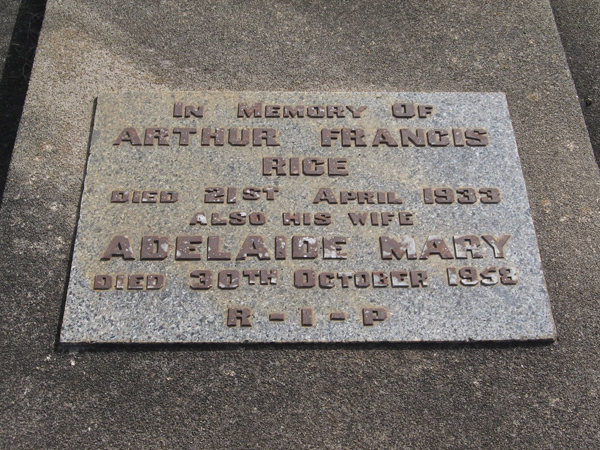 In Memory Of
ARTHUR FRANCIS
RICE
DIED 21ST April 1933
ALSO HIS WIFE
ADELAIDE MARY
DIED 30TH OCTOBER 1958
R-I-P